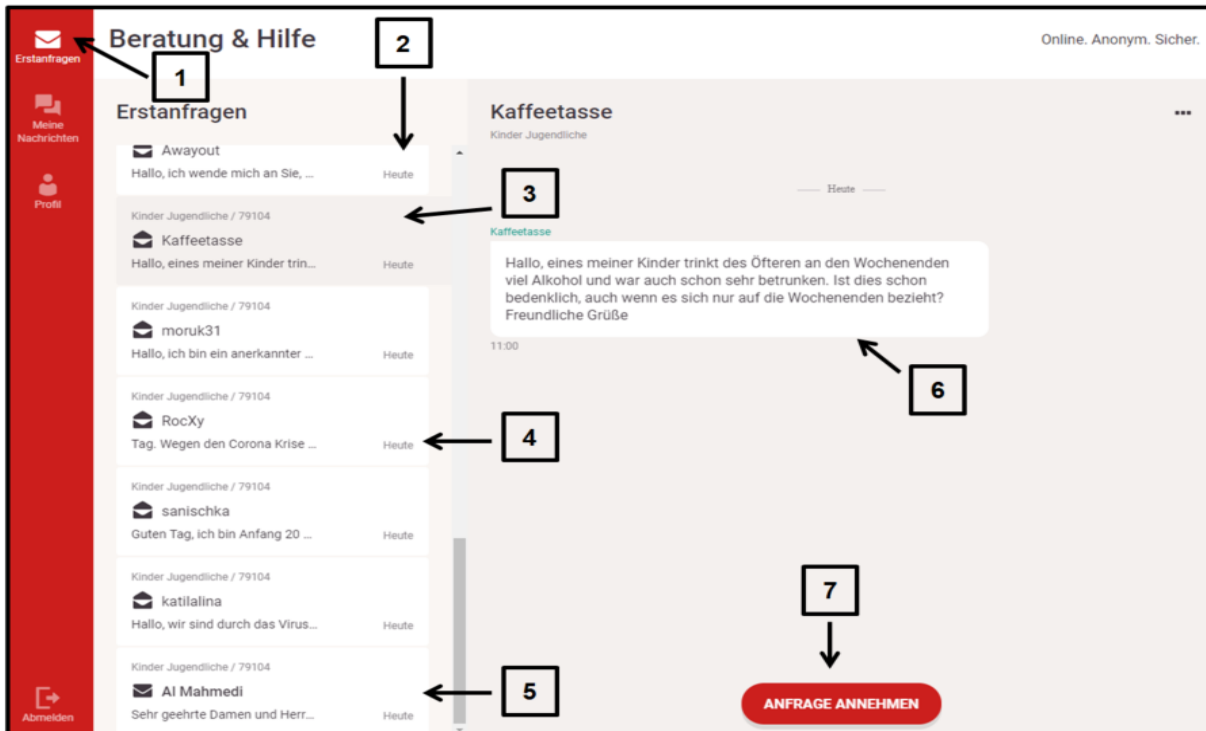 Beratung & Hilfe
Online. Anonym. Sicher.
Erstanfragen
Meine
Nachrichten
Profil
Abmelden
1
2
3
4
5
6
7
Erstanfragen
Awayout
Hallo, ich wende mich an Sie, ...
Heute
Kinder Jugendliche / 79104
Kaffeetasse
Hallo, eines meiner Kinder trin...
Heute
Kinder Jugendliche / 79104
moruk31
Hallo, ich bin ein anerkannter ...
Heute
Kinder Jugendliche / 79104
RocXy
Tag. Wegen den Corona Krise ...
Heute
Kinder Jugendliche / 79104
sanischka
Guten Tag, ich bin Anfang 20 ...
Heute
Kinder Jugendliche / 79104
katilalina
Hallo, wir sind durch das Virus...
Heute
Kinder Jugendliche / 79104
Al Mahmedi
Sehr geehrte Damen und Herr...
Heute
Kaffeetasse
Kinder Jugendliche
Heute
Kaffeetasse
Hallo, eines meiner Kinder trinkt des Öfteren an den Wochenenden
viel Alkohol und war auch schon sehr betrunken. Ist dies schon
bedenklich, auch wenn es sich nur auf die Wochenenden bezieht?
Freundliche Grüße
11:00
ANFRAGE ANNEHMEN